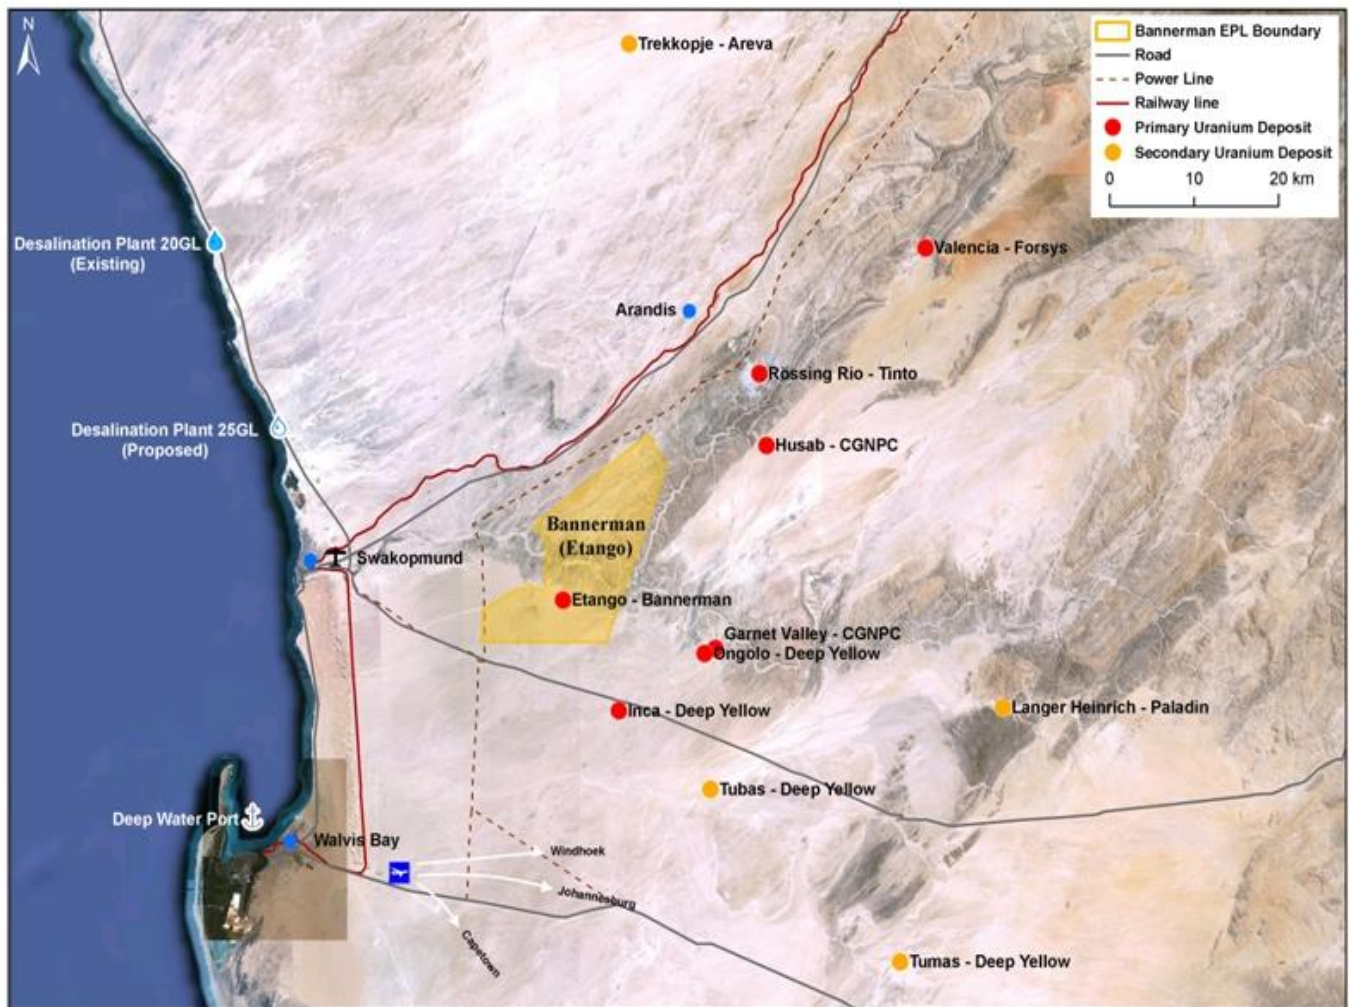 N
Trekkopje - Areva
Bannerman EPL Boundary
Road
Power Line
Railway line
Primary Uranium Deposit
Secondary Uranium Deposit
0 10 20 km
Desalination Plant 20GL
(Existing)
Valencia - Forsys
Arandis
Rossing Rio - Tinto
Desalination Plant 25GL
(Proposed)
Husab - CGNPC
Bannerman
(Etango)
Swakopmund
Etango - Bannerman
Garnet Valley - CGNPC
Ongolo - Deep Yellow
Inca - Deep Yellow
Langer Heinrich - Paladin
Tubas - Deep Yellow
Deep Water Port
Walvis Bay
Windhoek
Johannesburg
Capetown
Tumas - Deep Yellow